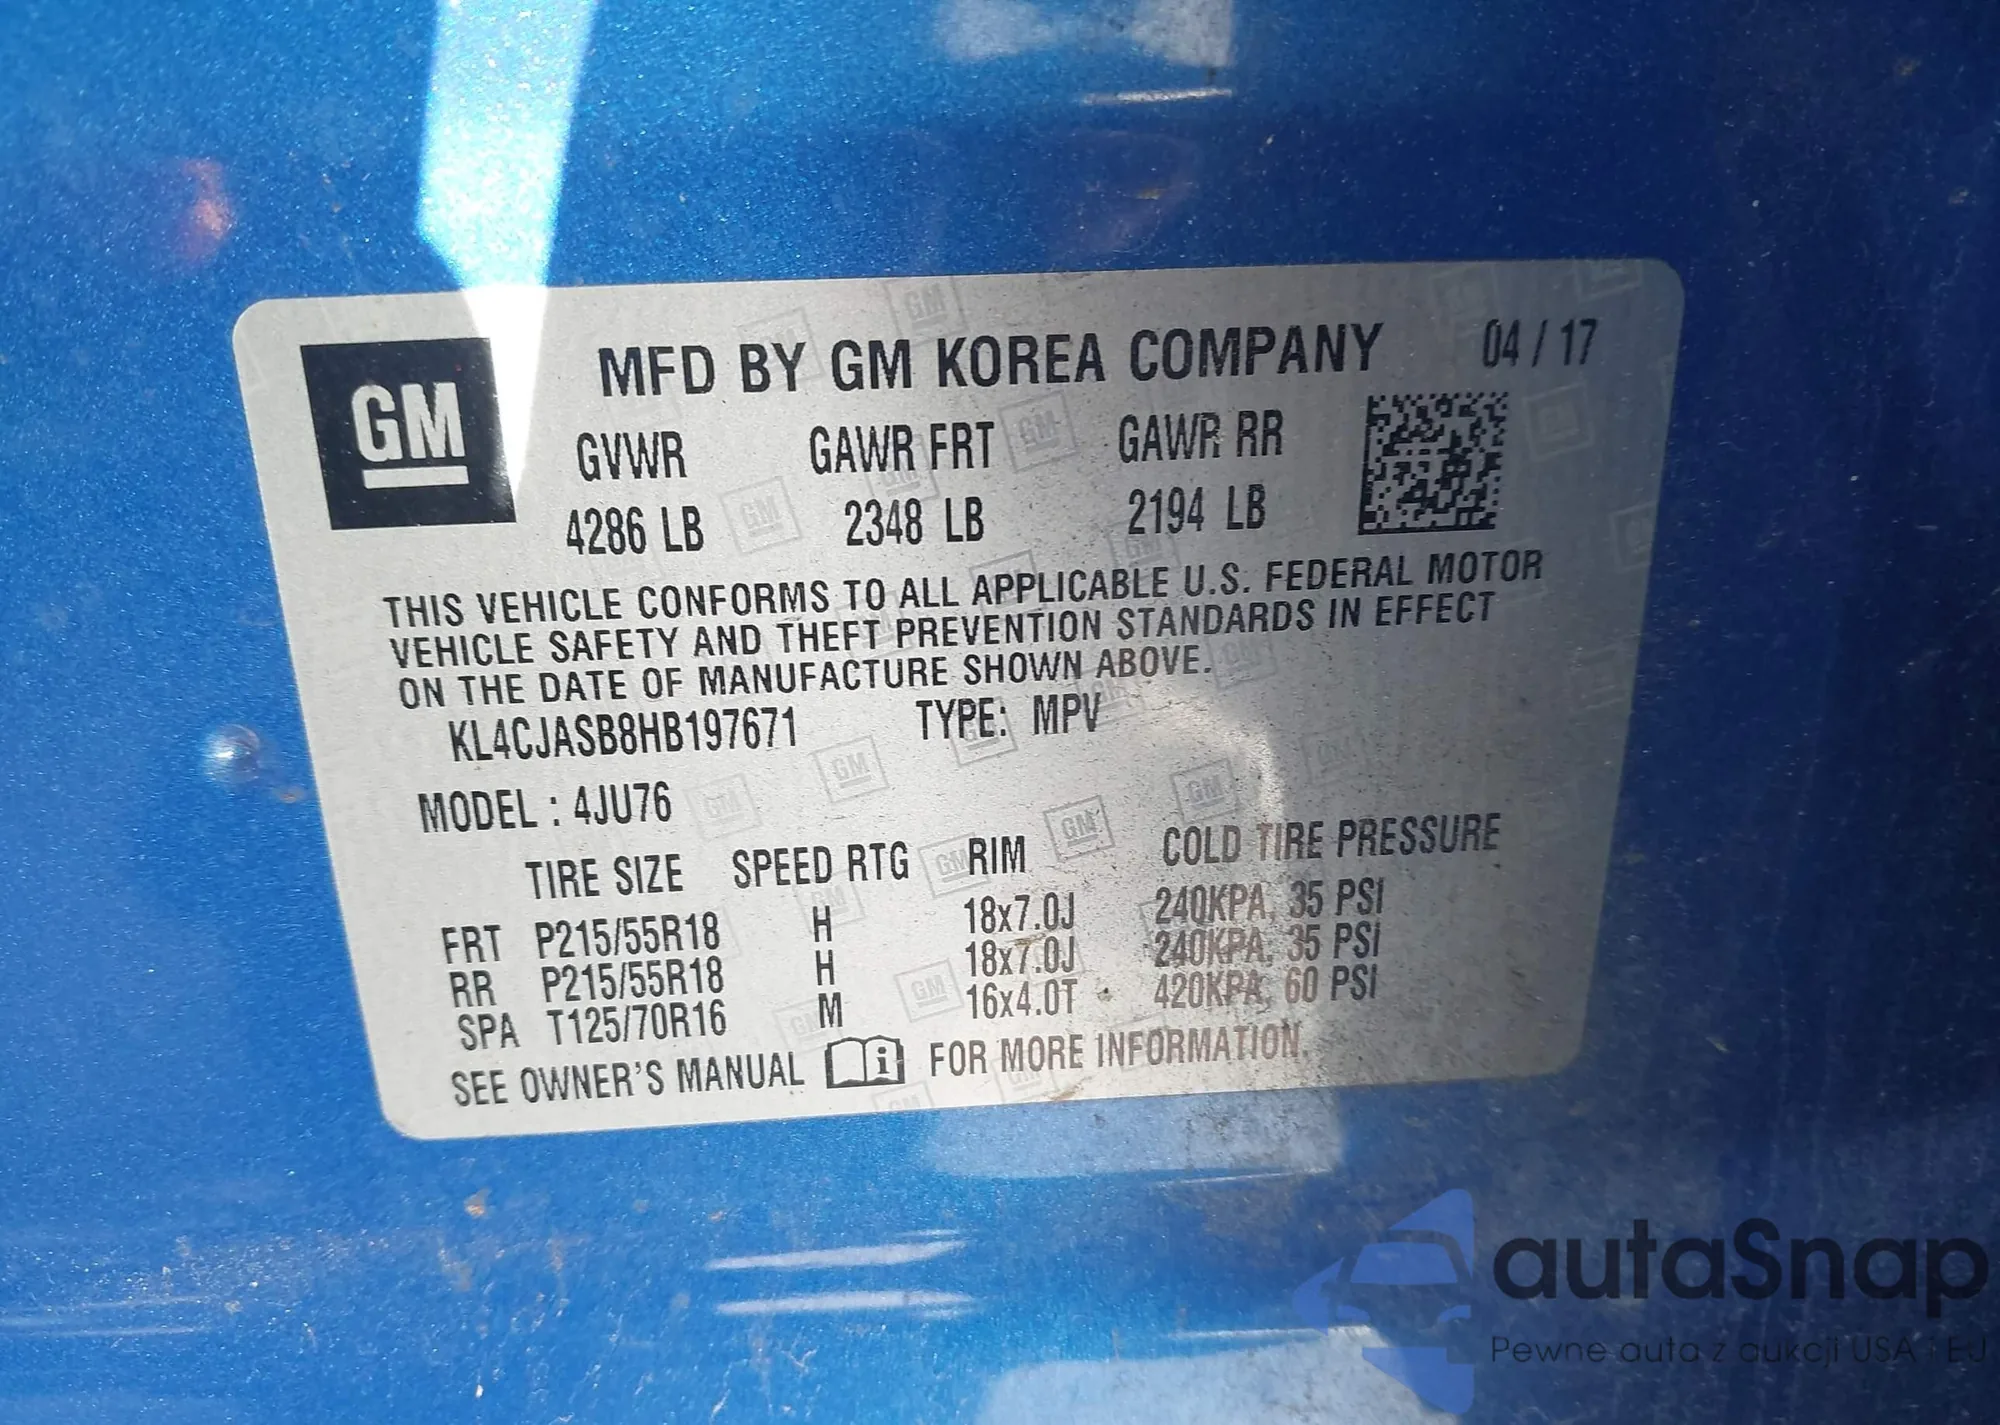 GM
MFD BY GM KOREA COMPANY 04 / 17
GVWR GAWR FRT GAWR RR
4286 LB 2348 LB 2194 LB
THIS VEHICLE CONFORMS TO ALL APPLICABLE U.S. FEDERAL MOTOR
VEHICLE SAFETY AND THEFT PREVENTION STANDARDS IN EFFECT
ON THE DATE OF MANUFACTURE SHOWN ABOVE.
KL4CJASB8HB197671 TYPE: MPV
MODEL : 4JU76
TIRE SIZE SPEED RTG RIM COLD TIRE PRESSURE
FRT P215/55R18 H 18x7.0J 240KPA, 35 PSI
RR P215/55R18 H 18x7.0J 240KPA, 35 PSI
SPA T125/70R16 M 16x4.0T 420KPA, 60 PSI
SEE OWNER'S MANUAL i FOR MORE INFORMATION.
autaSnap
Pewne auta z aukcji USA i EU